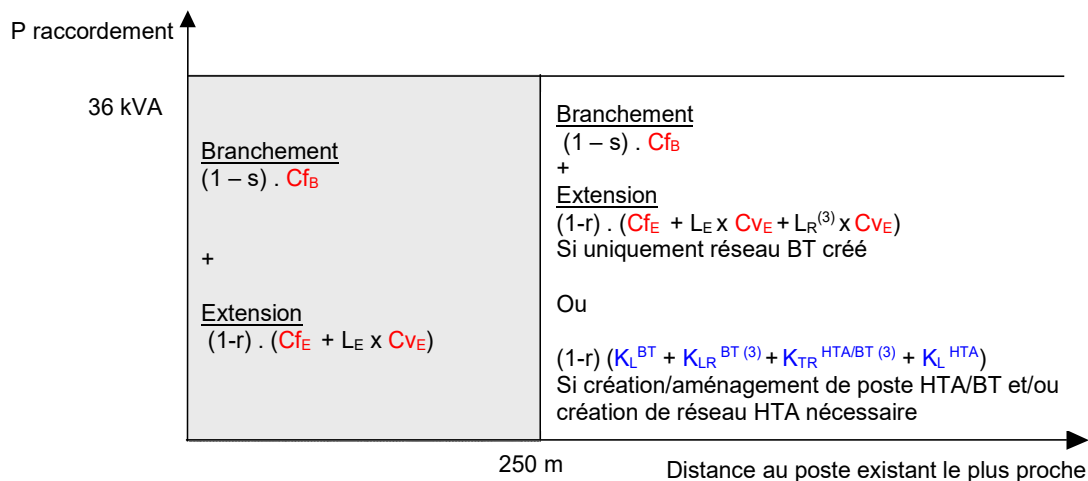 P raccordement
36 kVA
Branchement
(1 – s) . CfB
+
Extension
(1-r) . (CfE + LE x CvE)
Branchement
(1 – s) . CfB
+
Extension
(1-r) . (CfE + LE x CvE + LR(3) x CvE)
Si uniquement réseau BT créé
Ou
(1-r) (KLBT + KLRBT (3) + KTRHTA/BT (3) + KLHTA)
Si création/aménagement de poste HTA/BT et/ou
création de réseau HTA nécessaire
250 m
Distance au poste existant le plus proche